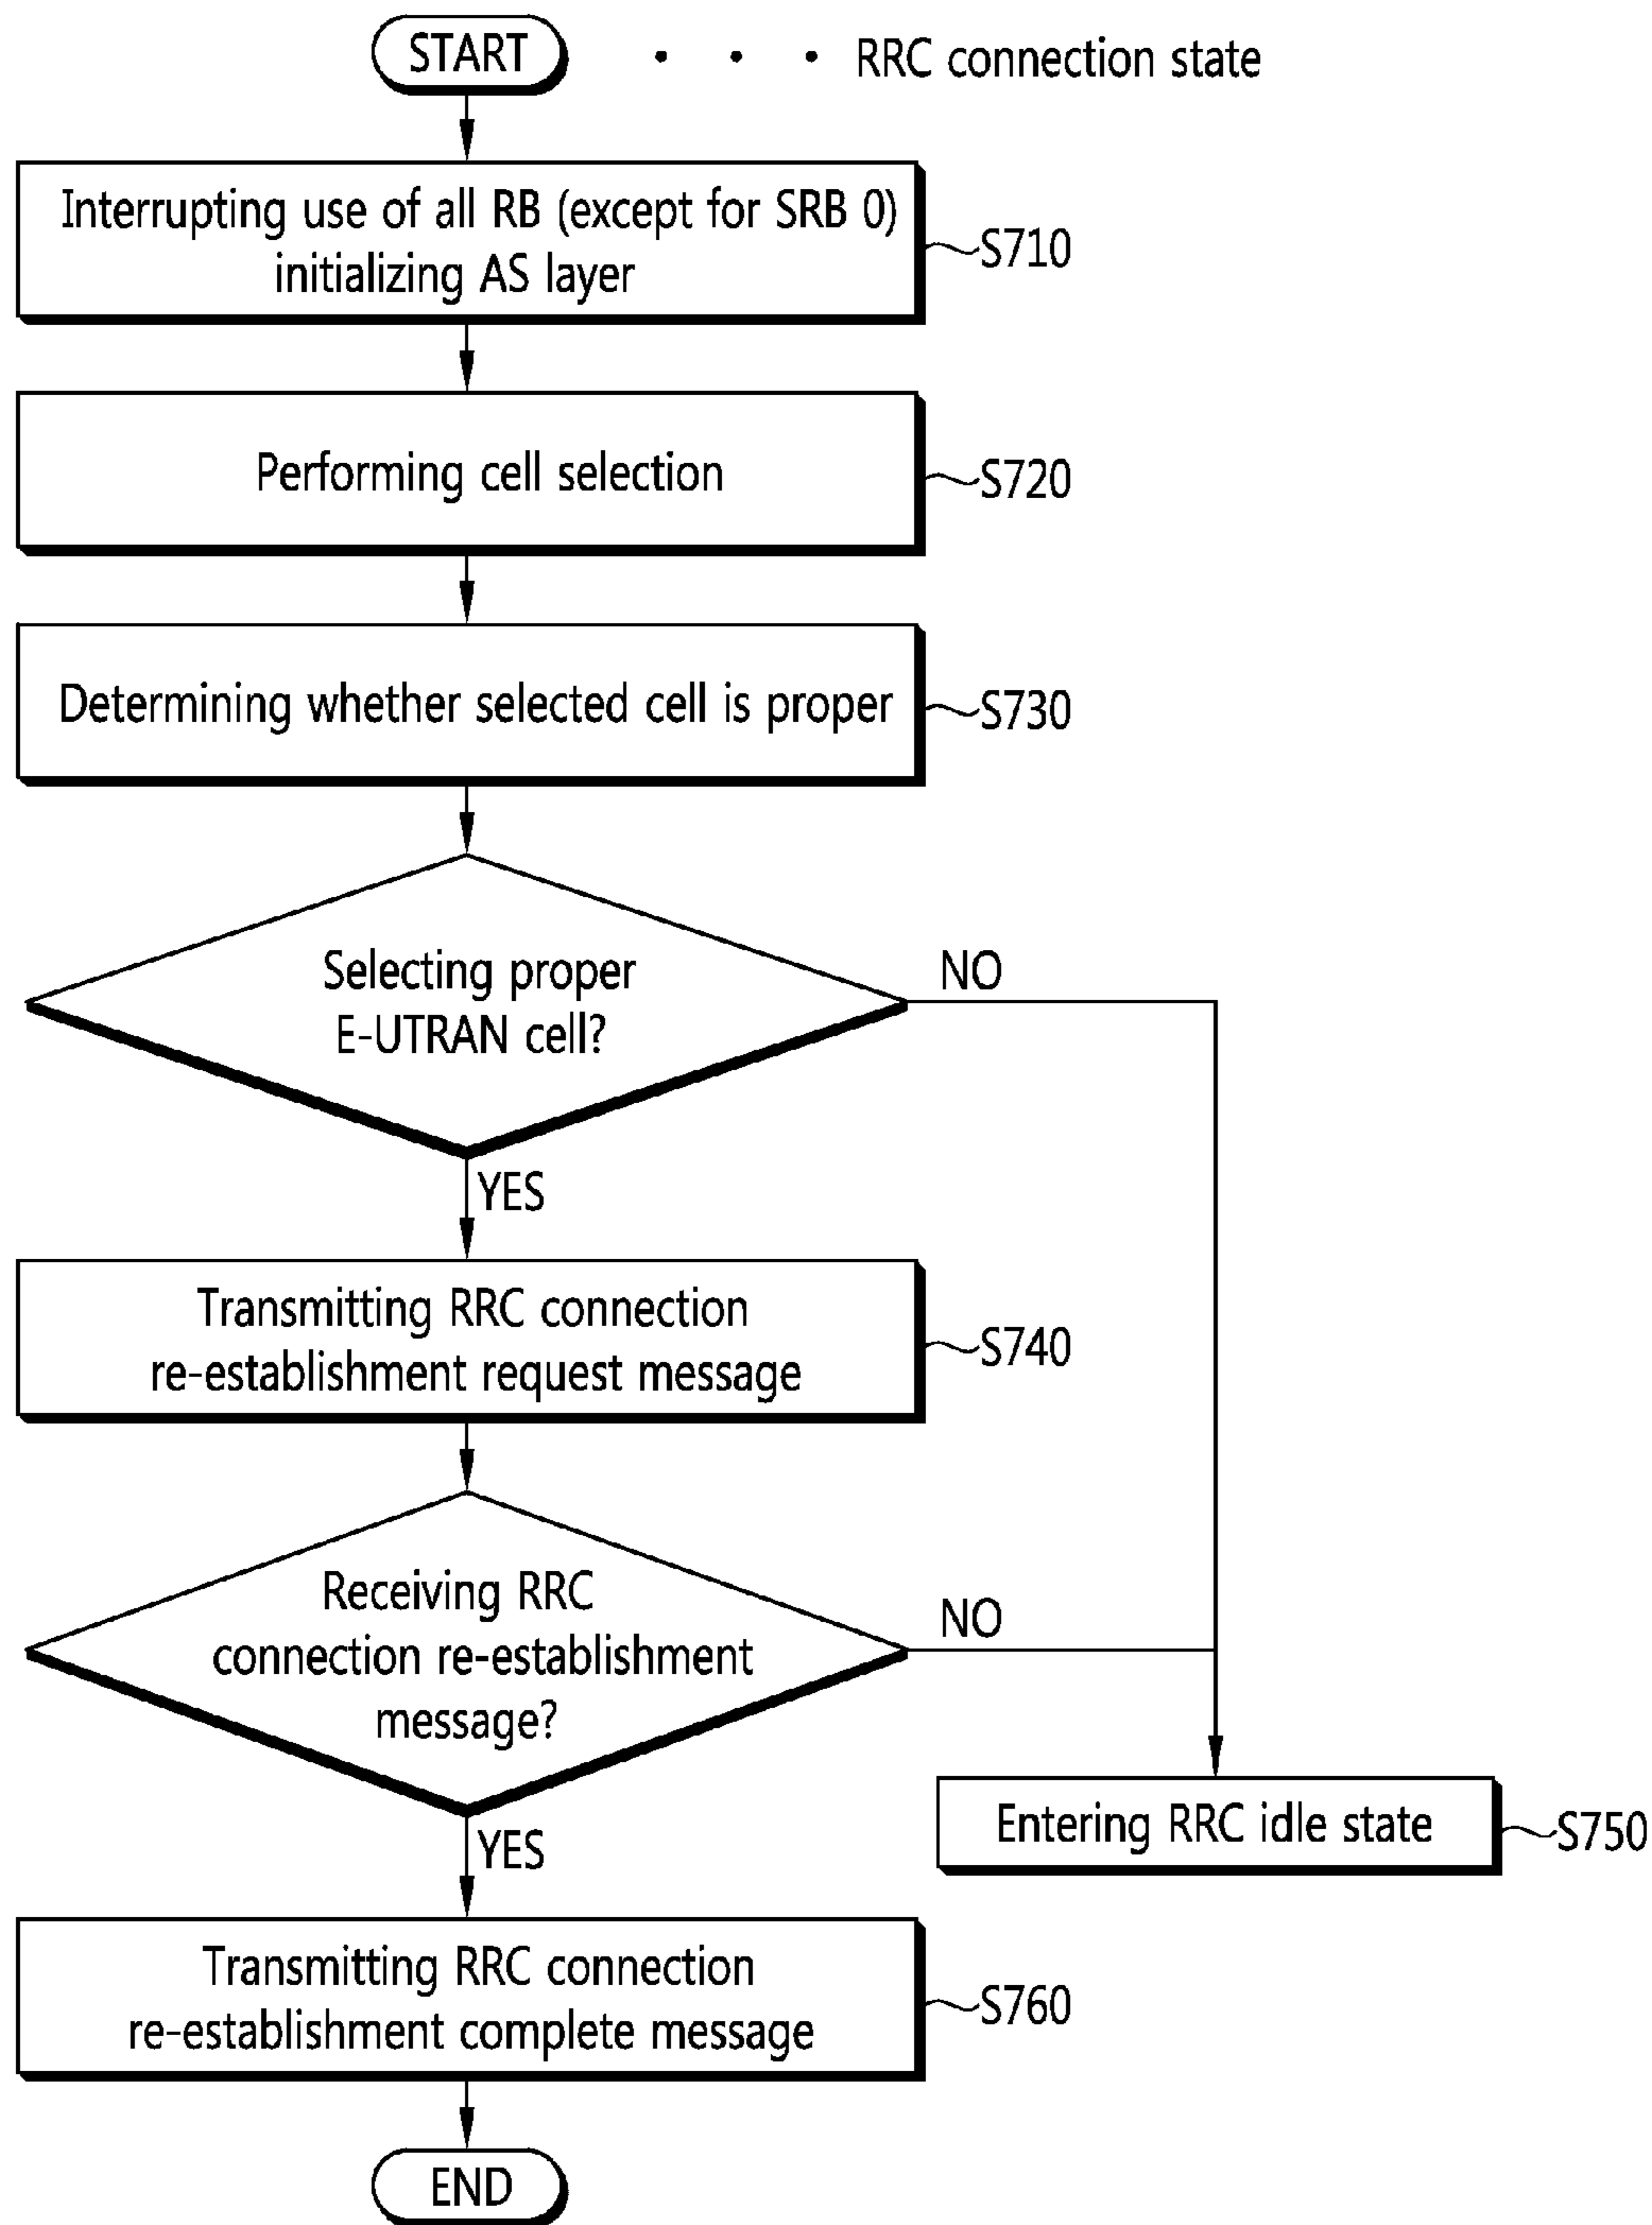 START
· · · RRC connection state
Interrupting use of all RB (except for SRB 0)
initializing AS layer
S710
Performing cell selection
S720
Determining whether selected cell is proper
S730
Selecting proper
E-UTRAN cell?
NO
YES
Transmitting RRC connection
re-establishment request message
S740
Receiving RRC
connection re-establishment
message?
NO
YES
Entering RRC idle state
S750
Transmitting RRC connection
re-establishment complete message
S760
END